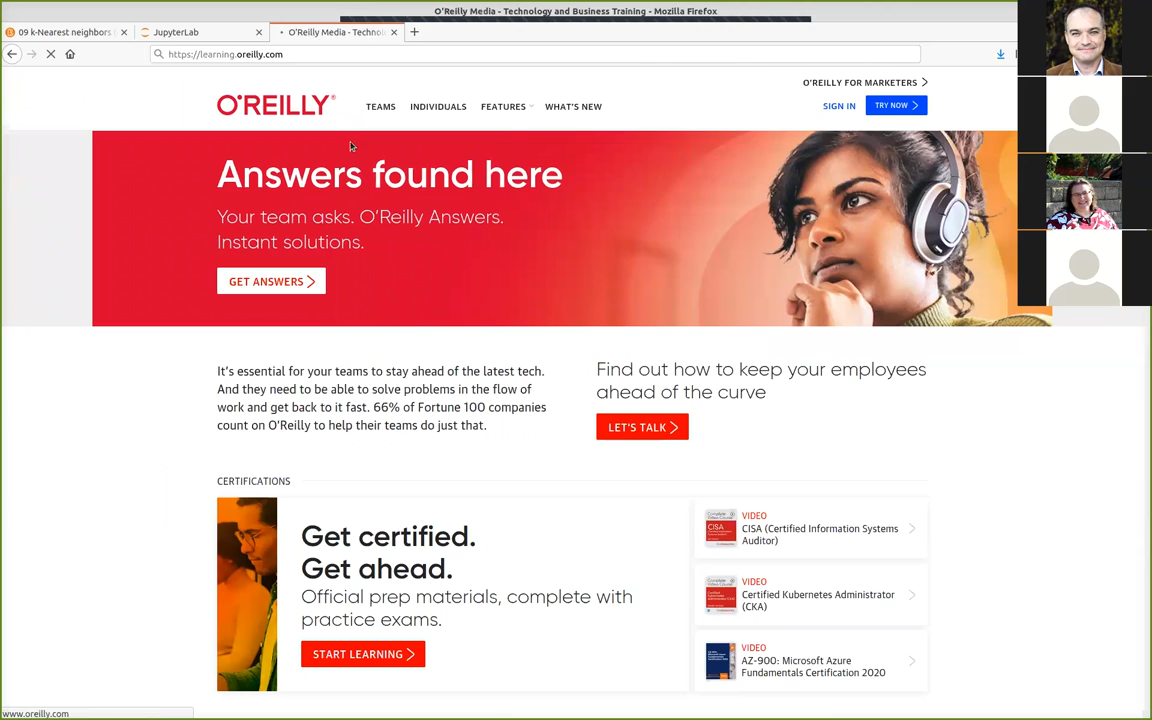 O'Reilly Media - Technology and Business Training - Mozilla Firefox
09 k-Nearest neighbors (
JupyterLab
O'Reilly Media - Technolo
https://learning.oreilly.com
O'REILLY FOR MARKETERS
O'REILLY®
TEAMS
INDIVIDUALS
FEATURES
WHAT'S NEW
SIGN IN
TRY NOW
Answers found here
Your team asks. O'Reilly Answers.
Instant solutions.
GET ANSWERS
It's essential for your teams to stay ahead of the latest tech.
And they need to be able to solve problems in the flow of
work and get back to it fast. 66% of Fortune 100 companies
count on O'Reilly to help their teams do just that.
Find out how to keep your employees
ahead of the curve
LET'S TALK
CERTIFICATIONS
Get certified.
Get ahead.
Official prep materials, complete with
practice exams.
START LEARNING
VIDEO
CISA (Certified Information Systems
Auditor)
VIDEO
Certified Kubernetes Administrator
(CKA)
VIDEO
AZ-900: Microsoft Azure
Fundamentals Certification 2020
www.oreilly.com